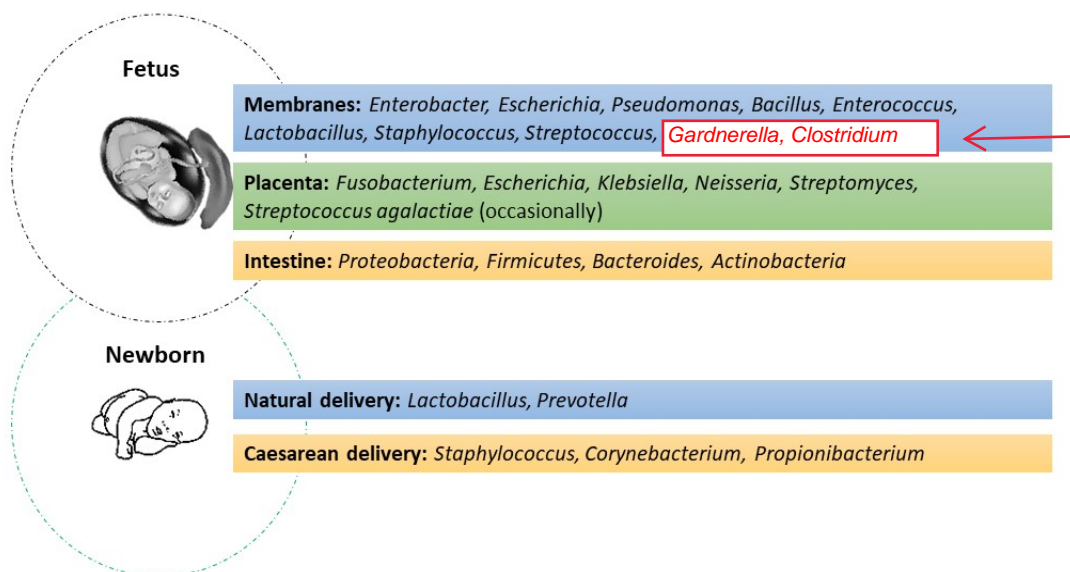 Fetus
Membranes: Enterobacter, Escherichia, Pseudomonas, Bacillus, Enterococcus,
Lactobacillus, Staphylococcus, Streptococcus, Gardnerella, Clostridium
Placenta: Fusobacterium, Escherichia, Klebsiella, Neisseria, Streptomyces,
Streptococcus agalactiae (occasionally)
Intestine: Proteobacteria, Firmicutes, Bacteroides, Actinobacteria
Newborn
Natural delivery: Lactobacillus, Prevotella
Caesarean delivery: Staphylococcus, Corynebacterium, Propionibacterium